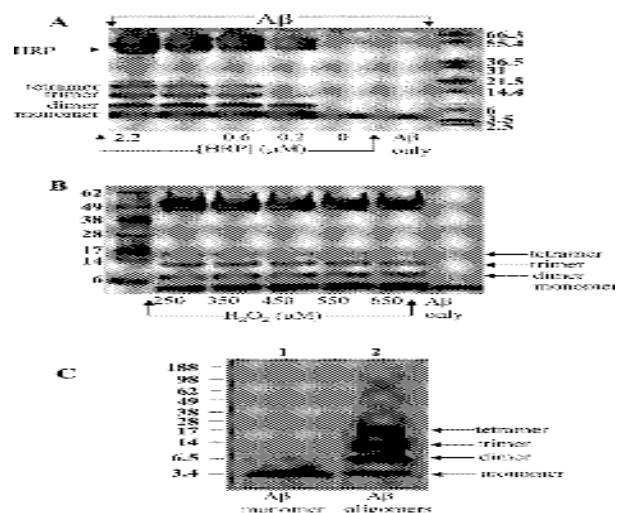 A
Aβ
HRP
66.3
55.4
36.5
31
21.5
14.4
6
3.5
2.5
tetramer
trimer
dimer
monomer
2.2 0.6 0.2 0 Aβ
[HRP] (μM) only
B
62
49
38
28
17
14
6
tetramer
trimer
dimer
monomer
250 350 450 550 650 Aβ
H₂O₂ (μM) only
C
1 2
188
98
62
49
38
28
17
14
6.5
3.4
tetramer
trimer
dimer
monomer
Aβ Aβ
monomer oligomers